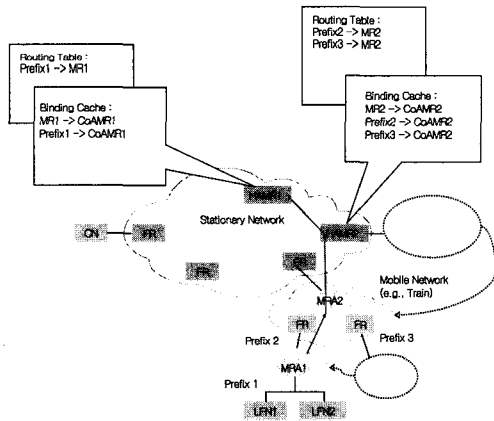 Routing Table :
Prefix1 -> MR1
Binding Cache :
MR1 -> CoAMR1
Prefix1 -> CoAMR1
Routing Table :
Prefix2 -> MR2
Prefix3 -> MR2
Binding Cache :
MR2 -> CoAMR2
Prefix2 -> CoAMR2
Prefix3 -> CoAMR2
Stationary Network
CN
FR
FR
Mobile Network
(e.g., Train)
MRA2
FR
FR
Prefix 2
Prefix 3
MRA1
Prefix 1
LFN1
LFN2